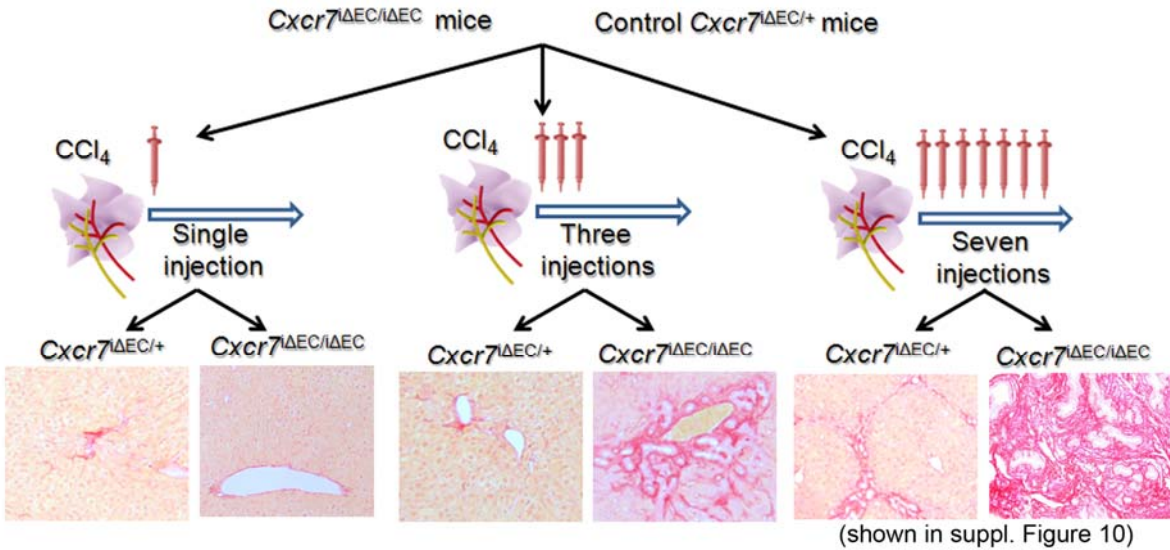 Cxcr7iΔEC/iΔEC mice
Control Cxcr7iΔEC/+ mice
CCl4
Single
injection
CCl4
Three
injections
CCl4
Seven
injections
Cxcr7iΔEC/+
Cxcr7iΔEC/iΔEC
Cxcr7iΔEC/+
Cxcr7iΔEC/iΔEC
Cxcr7iΔEC/+
Cxcr7iΔEC/iΔEC
(shown in suppl. Figure 10)